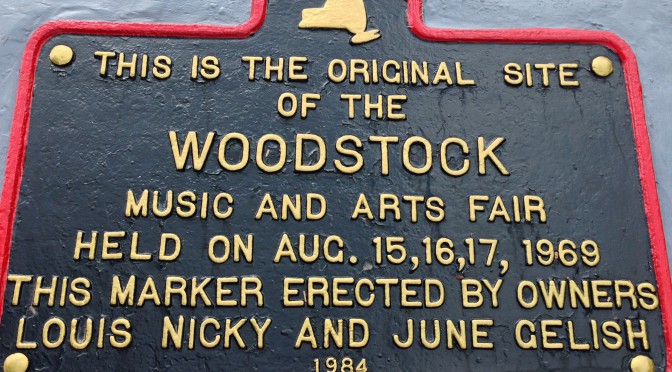 THIS IS THE ORIGINAL SITE
OF THE
WOODSTOCK
MUSIC AND ARTS FAIR
HELD ON AUG. 15,16,17, 1969
THIS MARKER ERECTED BY OWNERS
LOUIS NICKY AND JUNE GELISH
1984